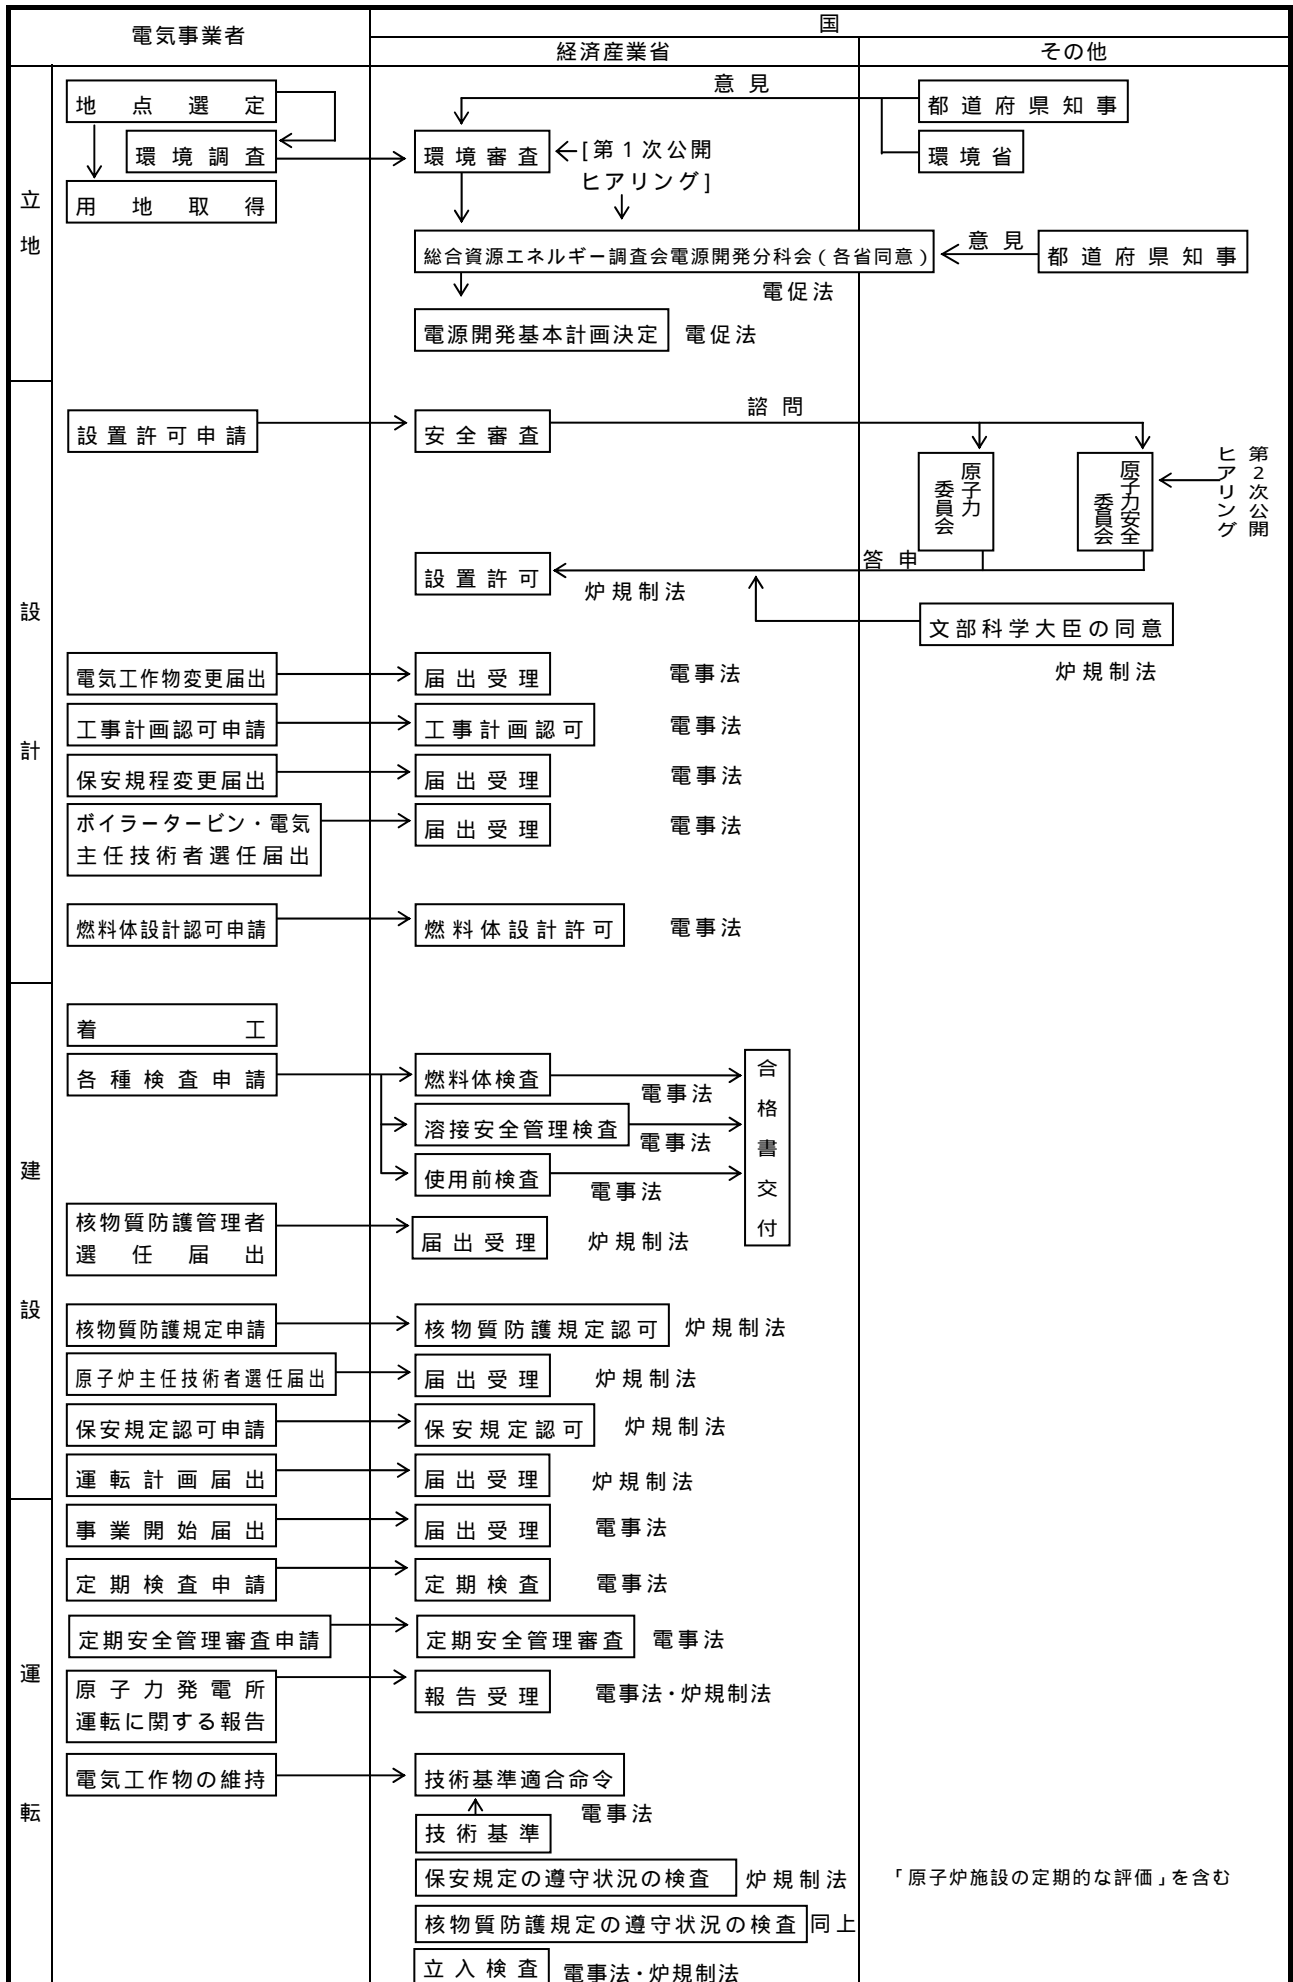 電気事業者
国
経済産業省
その他
立地
地点選定
環境調査
用地取得
意見
都道府県知事
環境省
環境審査
[第１次公開
ヒアリング]
総合資源エネルギー調査会電源開発分科会(各省同意)
意見
都道府県知事
電促法
電源開発基本計画決定
電促法
設計
設置許可申請
安全審査
諮問
原子力
委員会
原子力安全
委員会
第２次公開
ヒアリング
答申
設置許可
炉規制法
文部科学大臣の同意
炉規制法
電気工作物変更届出
届出受理
電事法
工事計画認可申請
工事計画認可
電事法
保安規程変更届出
届出受理
電事法
ボイラータービン・電気
主任技術者選任届出
届出受理
電事法
燃料体設計認可申請
燃料体設計許可
電事法
建設
着工
各種検査申請
燃料体検査
電事法
溶接安全管理検査
電事法
使用前検査
電事法
合格書交付
核物質防護管理者
選任届出
届出受理
炉規制法
核物質防護規定申請
核物質防護規定認可
炉規制法
原子炉主任技術者選任届出
届出受理
炉規制法
保安規定認可申請
保安規定認可
炉規制法
運転計画届出
届出受理
炉規制法
運転
事業開始届出
届出受理
電事法
定期検査申請
定期検査
電事法
定期安全管理審査申請
定期安全管理審査
電事法
原子力発電所
運転に関する報告
報告受理
電事法・炉規制法
電気工作物の維持
技術基準適合命令
電事法
技術基準
保安規定の遵守状況の検査
炉規制法
「原子炉施設の定期的な評価」を含む
核物質防護規定の遵守状況の検査
同上
立入検査
電事法・炉規制法